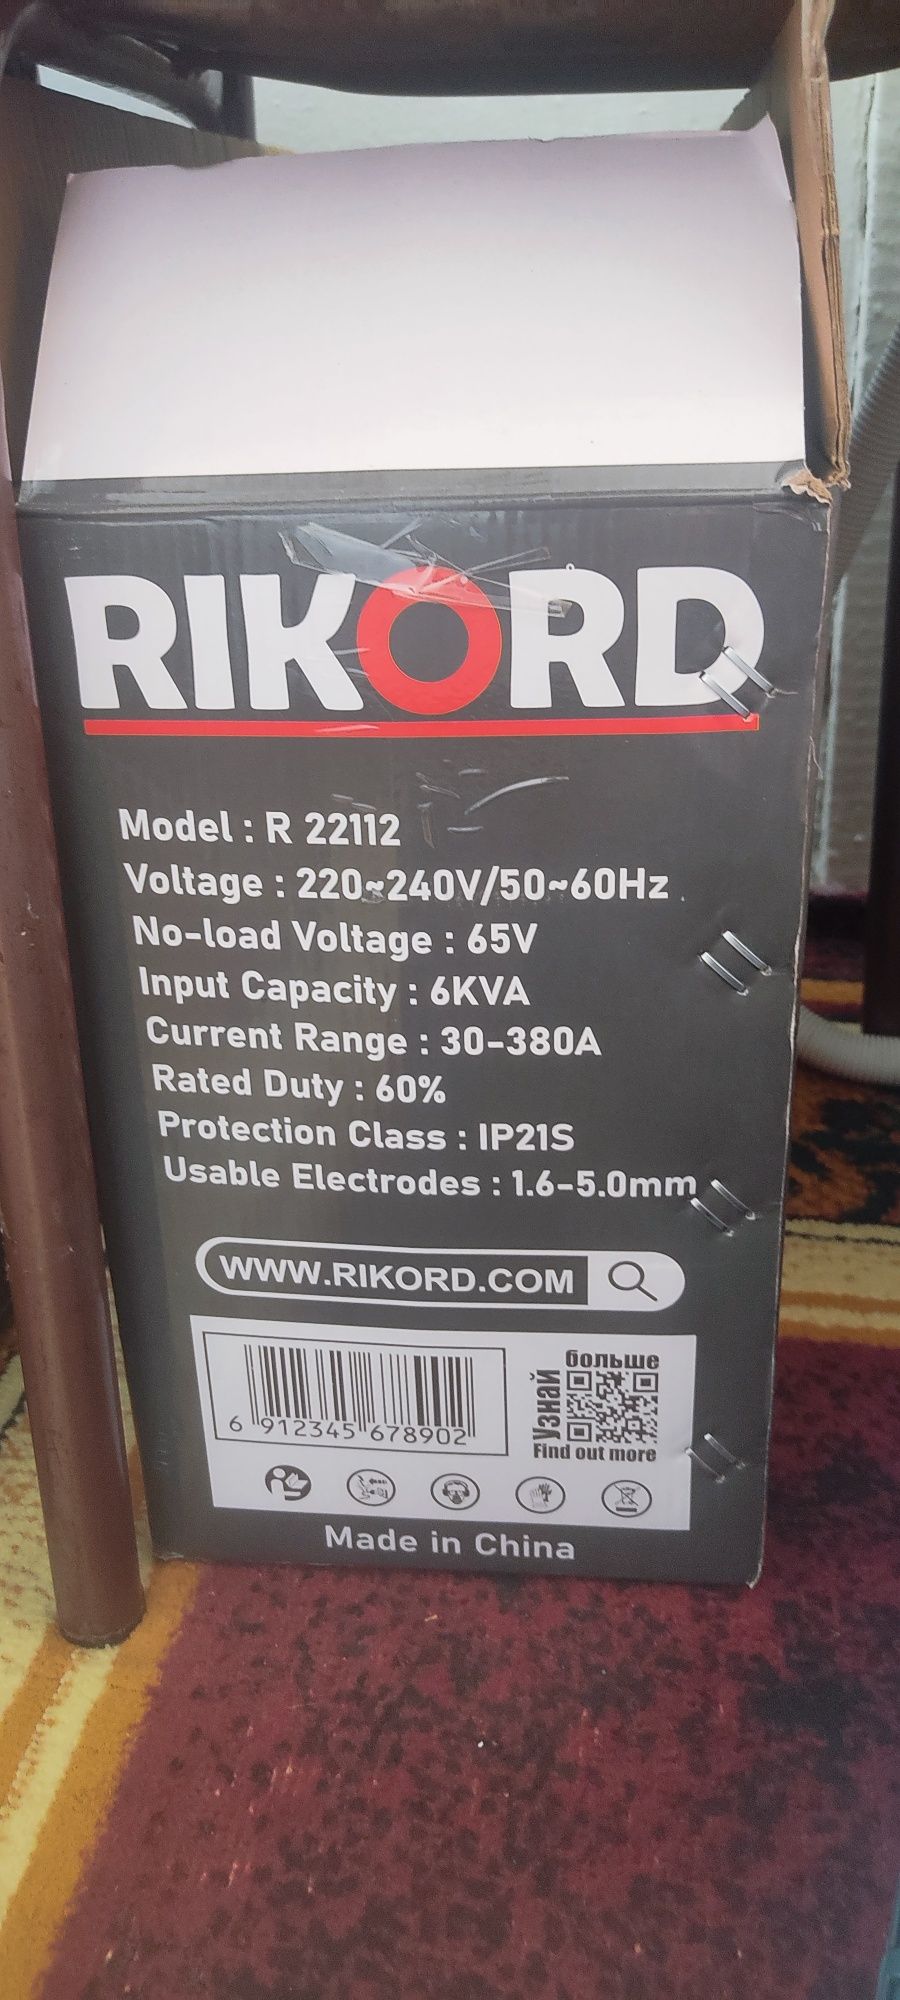 RIKORD
Model : R 22112
Voltage : 220~240V/50~60Hz
No-load Voltage : 65V
Input Capacity : 6KVA
Current Range : 30-380A
Rated Duty : 60%
Protection Class : IP21S
Usable Electrodes : 1.6-5.0mm
WWW.RIKORD.COM
6 912345 678902
Узнай
больше
Find out more
Made in China